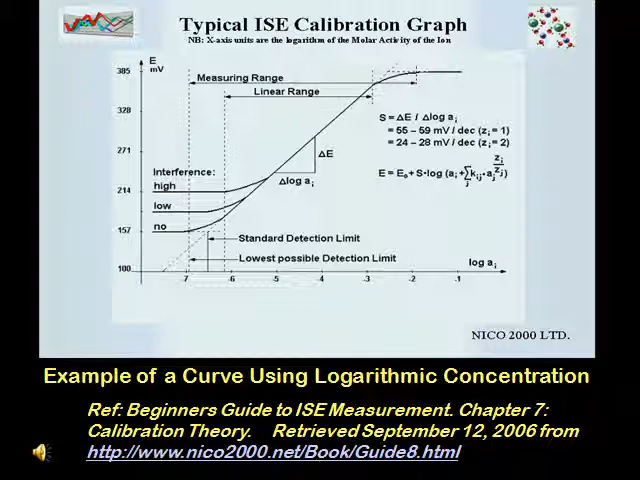 Typical ISE Calibration Graph
NB: X-axis units are the logarithm of the Molar Activity of the Ion
E
mV
385
Measuring Range
Linear Range
328
S = ΔE / Δlog ai
= 55 – 59 mV / dec (zi = 1)
= 24 – 28 mV / dec (zi = 2)
271
ΔE
Interference:
E = Eo + S•log (ai + ∑j kij • aj zi/zj)
high
Δlog ai
214
low
no
157
Standard Detection Limit
Lowest possible Detection Limit
100
log ai
-7 -6 -5 -4 -3 -2 -1
NICO 2000 LTD.
Example of a Curve Using Logarithmic Concentration
Ref: Beginners Guide to ISE Measurement. Chapter 7:
Calibration Theory. Retrieved September 12, 2006 from
http://www.nico2000.net/Book/Guide8.html